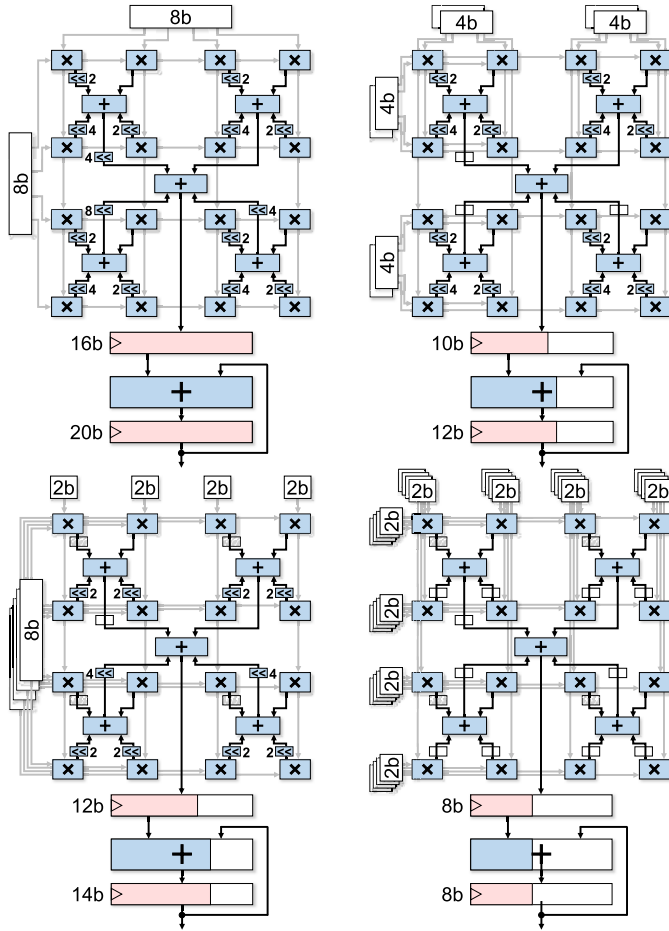 8b
× × × ×
<< 2 << 2
+ +
<< 4 2 << << 4 2 <<
× × × ×
4 <<
8b
+
8 << << 4
× × × ×
<< 2 << 2
+ +
<< 4 2 << << 4 2 <<
× × × ×
16b
+
20b
4b 4b
× × × ×
<< 2 << 2
4b
+ +
<< 4 2 << << 4 2 <<
× × × ×
+
× × × ×
4b
<< 2 << 2
+ +
<< 4 2 << << 4 2 <<
× × × ×
10b
+
12b
2b 2b 2b 2b
× × × ×
+ +
<< 2 2 << << 2 2 <<
× × × ×
8b
+
4 << << 4
× × × ×
+ +
<< 2 2 << << 2 2 <<
× × × ×
12b
+
14b
2b 2b 2b 2b
2b × × × ×
+ +
2b × × × ×
+
2b × × × ×
+ +
2b × × × ×
8b
+
8b